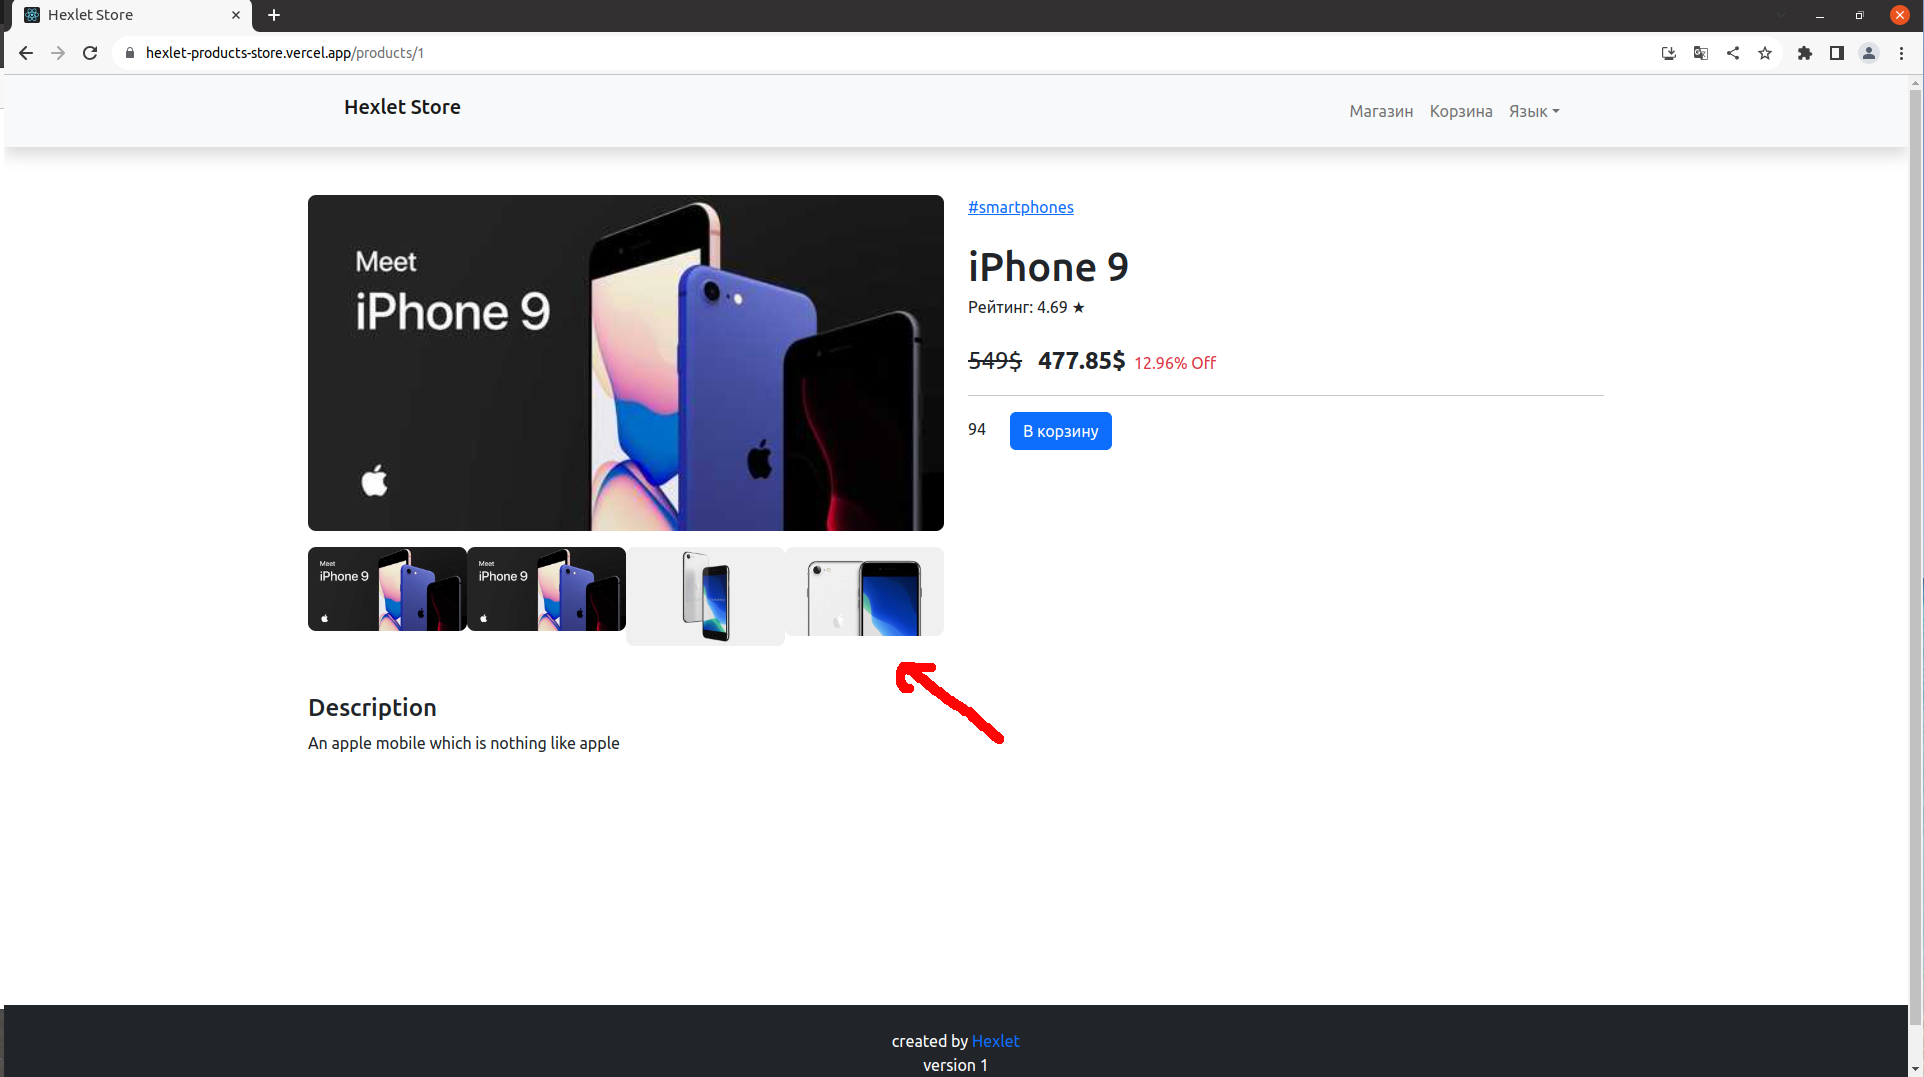 Hexlet Store
hexlet-products-store.vercel.app/products/1
Hexlet Store
Магазин Корзина Язык
Meet
iPhone 9
#smartphones
iPhone 9
Рейтинг: 4.69 ★
549$ 477.85$ 12.96% Off
94 В корзину
Meet
iPhone 9
Meet
iPhone 9
Description
An apple mobile which is nothing like apple
created by Hexlet
version 1